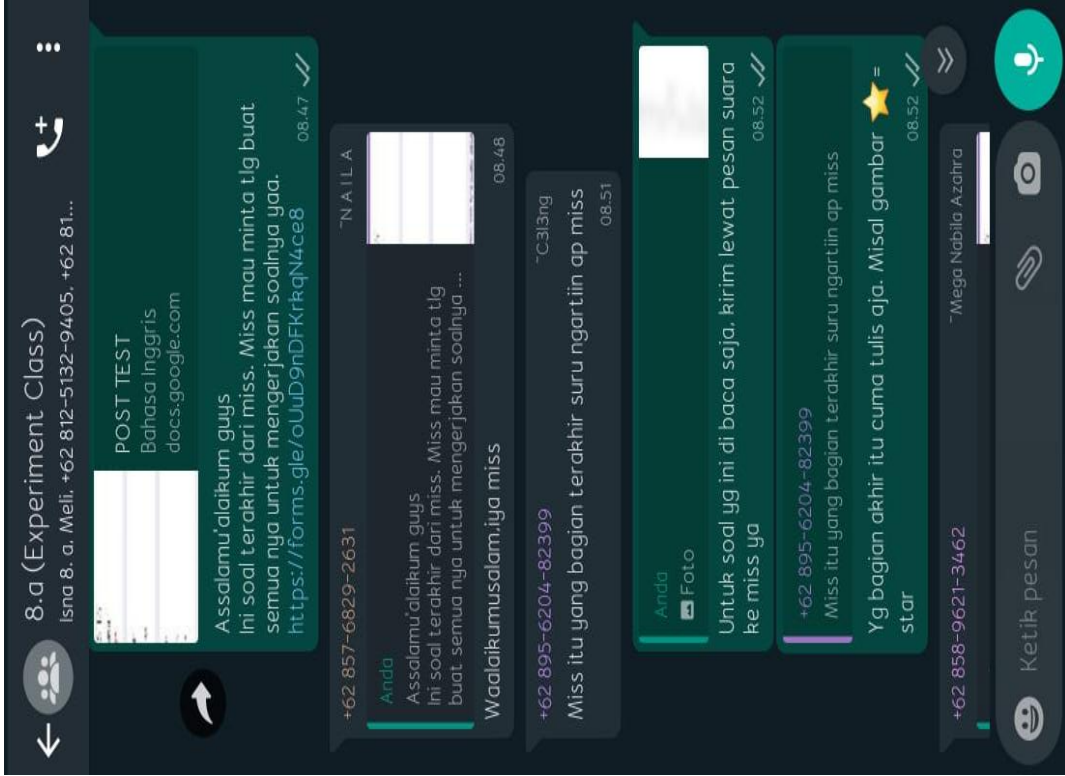 8.a (Experiment Class)
Isna 8. a, Meli, +62 812-5132-9405, +62 81...
POST TEST
Bahasa Inggris
docs.google.com
Assalamu'alaikum guys
Ini soal terakhir dari miss. Miss mau minta tlg buat
semua nya untuk mengerjakan soalnya yaa.
https://forms.gle/oUuD9nDFKrkqN4ce8
08.47
+62 857-6829-2631
~N A I L A
Anda
Assalamu'alaikum guys
Ini soal terakhir dari miss. Miss mau minta tlg
buat semua nya untuk mengerjakan soalnya ...
Waalaikumusalam,iya miss
08.48
+62 895-6204-82399
~C3l3ng
Miss itu yang bagian terakhir suru ngartiin ap miss
08.51
Anda
Foto
Untuk soal yg ini di baca saja, kirim lewat pesan suara
ke miss ya
08.52
+62 895-6204-82399
Miss itu yang bagian terakhir suru ngartiin ap miss
Yg bagian akhir itu cuma tulis aja. Misal gambar ⭐ =
star
08.52
+62 858-9621-3462
~Mega Nabila Azahra
Ketik pesan